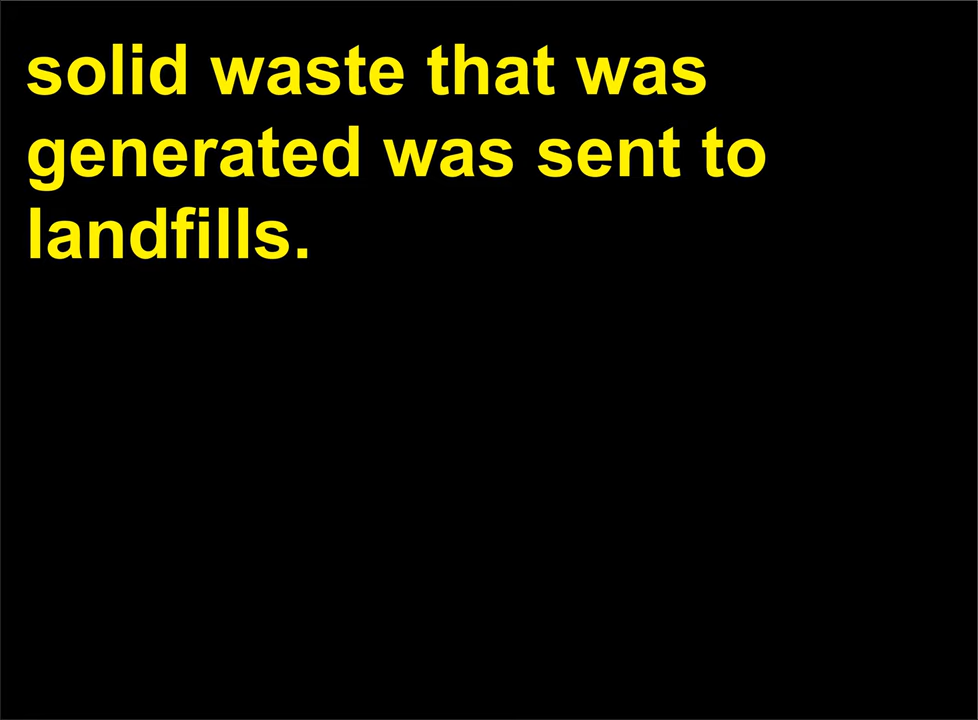 solid waste that was
generated was sent to
landfills.